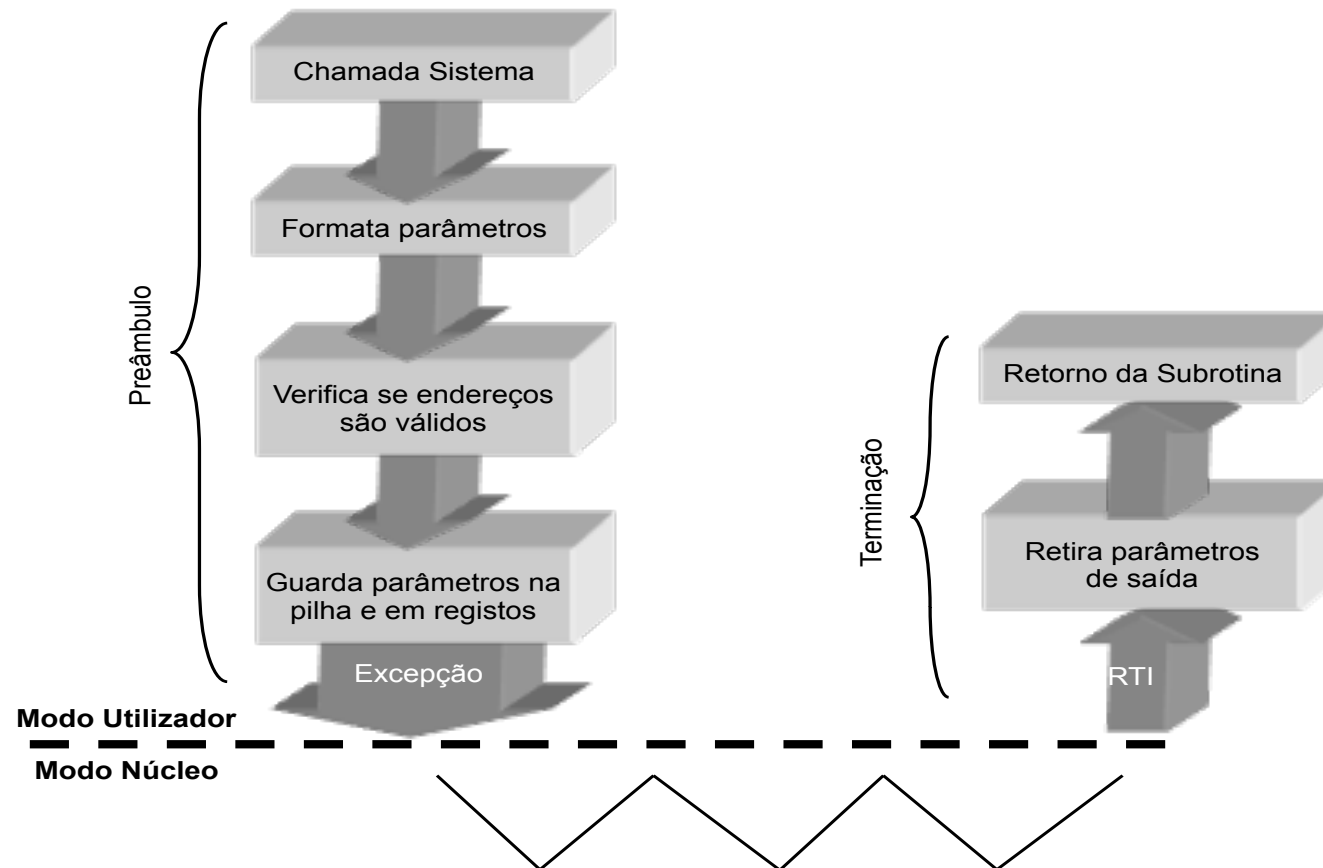 Chamada Sistema
Formata parâmetros
Verifica se endereços
são válidos
Guarda parâmetros na
pilha e em registos
Excepção
Preâmbulo
Retorno da Subrotina
Retira parâmetros
de saída
RTI
Terminação
Modo Utilizador
Modo Núcleo